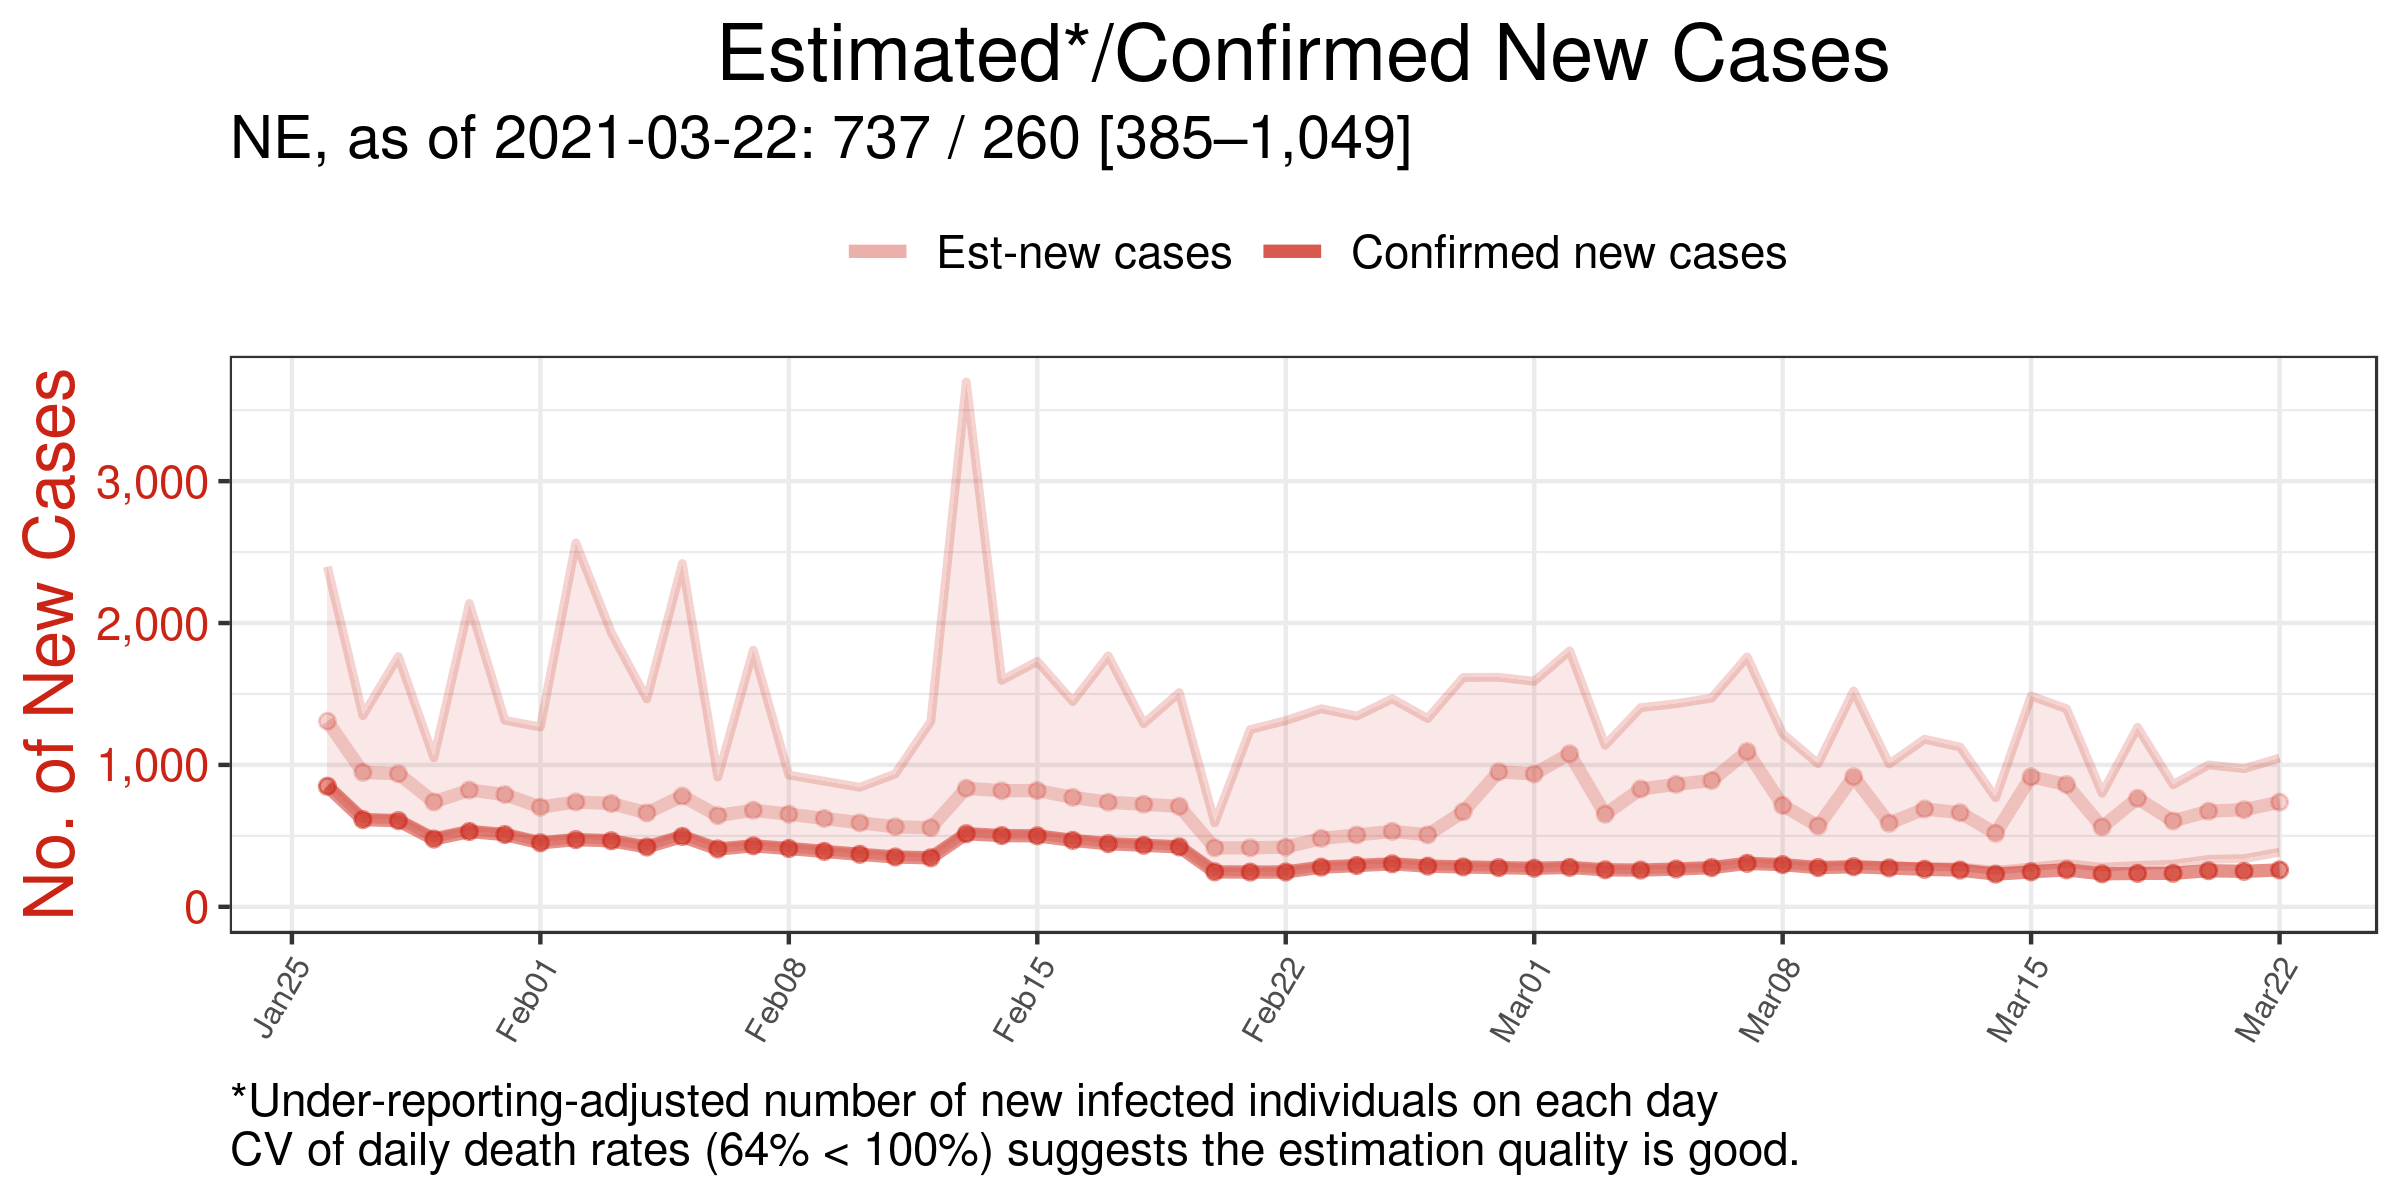 Estimated*/Confirmed New Cases
NE, as of 2021-03-22: 737 / 260 [385–1,049]
Est-new cases
Confirmed new cases
No. of New Cases
3,000
2,000
1,000
0
Jan25
Feb01
Feb08
Feb15
Feb22
Mar01
Mar08
Mar15
Mar22
*Under-reporting-adjusted number of new infected individuals on each day
CV of daily death rates (64% < 100%) suggests the estimation quality is good.